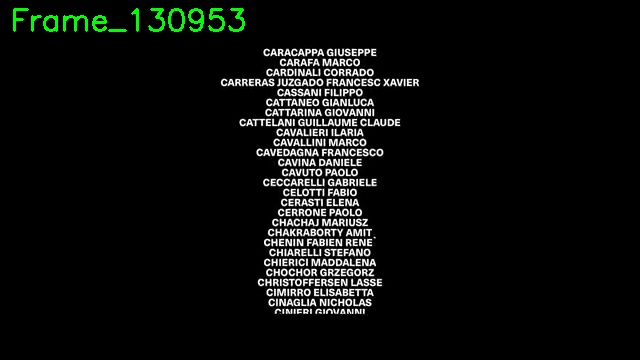 Frame_130953
CARACAPPA GIUSEPPE
CARAFA MARCO
CARDINALI CORRADO
CARRERAS JUZGADO FRANCESC XAVIER
CASSANI FILIPPO
CATTANEO GIANLUCA
CATTARINA GIOVANNI
CATTELANI GUILLAUME CLAUDE
CAVALIERI ILARIA
CAVALLINI MARCO
CAVEDAGNA FRANCESCO
CAVINA DANIELE
CAVUTO PAOLO
CECCARELLI GABRIELE
CELOTTI FABIO
CERASTI ELENA
CERRONE PAOLO
CHACHAJ MARIUSZ
CHAKRABORTY AMIT
CHENIN FABIEN RENE'
CHIARELLI STEFANO
CHIERICI MADDALENA
CHOCHOR GRZEGORZ
CHRISTOFFERSEN LASSE
CIMIRRO ELISABETTA
CINAGLIA NICHOLAS
CINIERI GIOVANNI